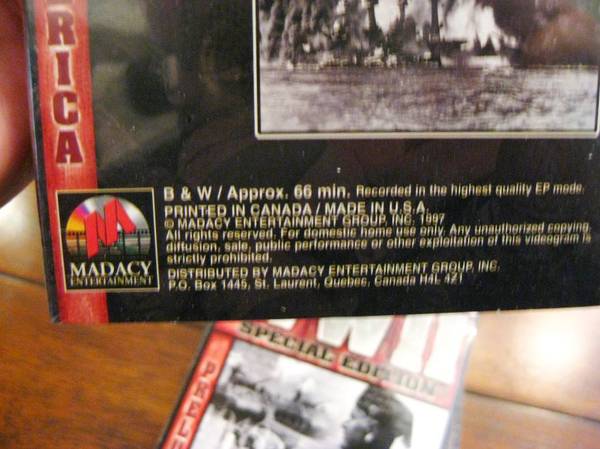 RICA
B & W / Approx. 66 min. Recorded in the highest quality EP mode.
PRINTED IN CANADA / MADE IN U.S.A.
© MADACY ENTERTAINMENT GROUP, INC. 1997
All rights reserved. For domestic home use only. Any unauthorized copying,
diffusion, sale, public performance or other exploitation of this videogram is
strictly prohibited.
DISTRIBUTED BY MADACY ENTERTAINMENT GROUP, INC.
P.O. Box 1445, St. Laurent, Quebec, Canada H4L 4Z1
MADACY
ENTERTAINMENT
SPECIAL EDITION
PRELU